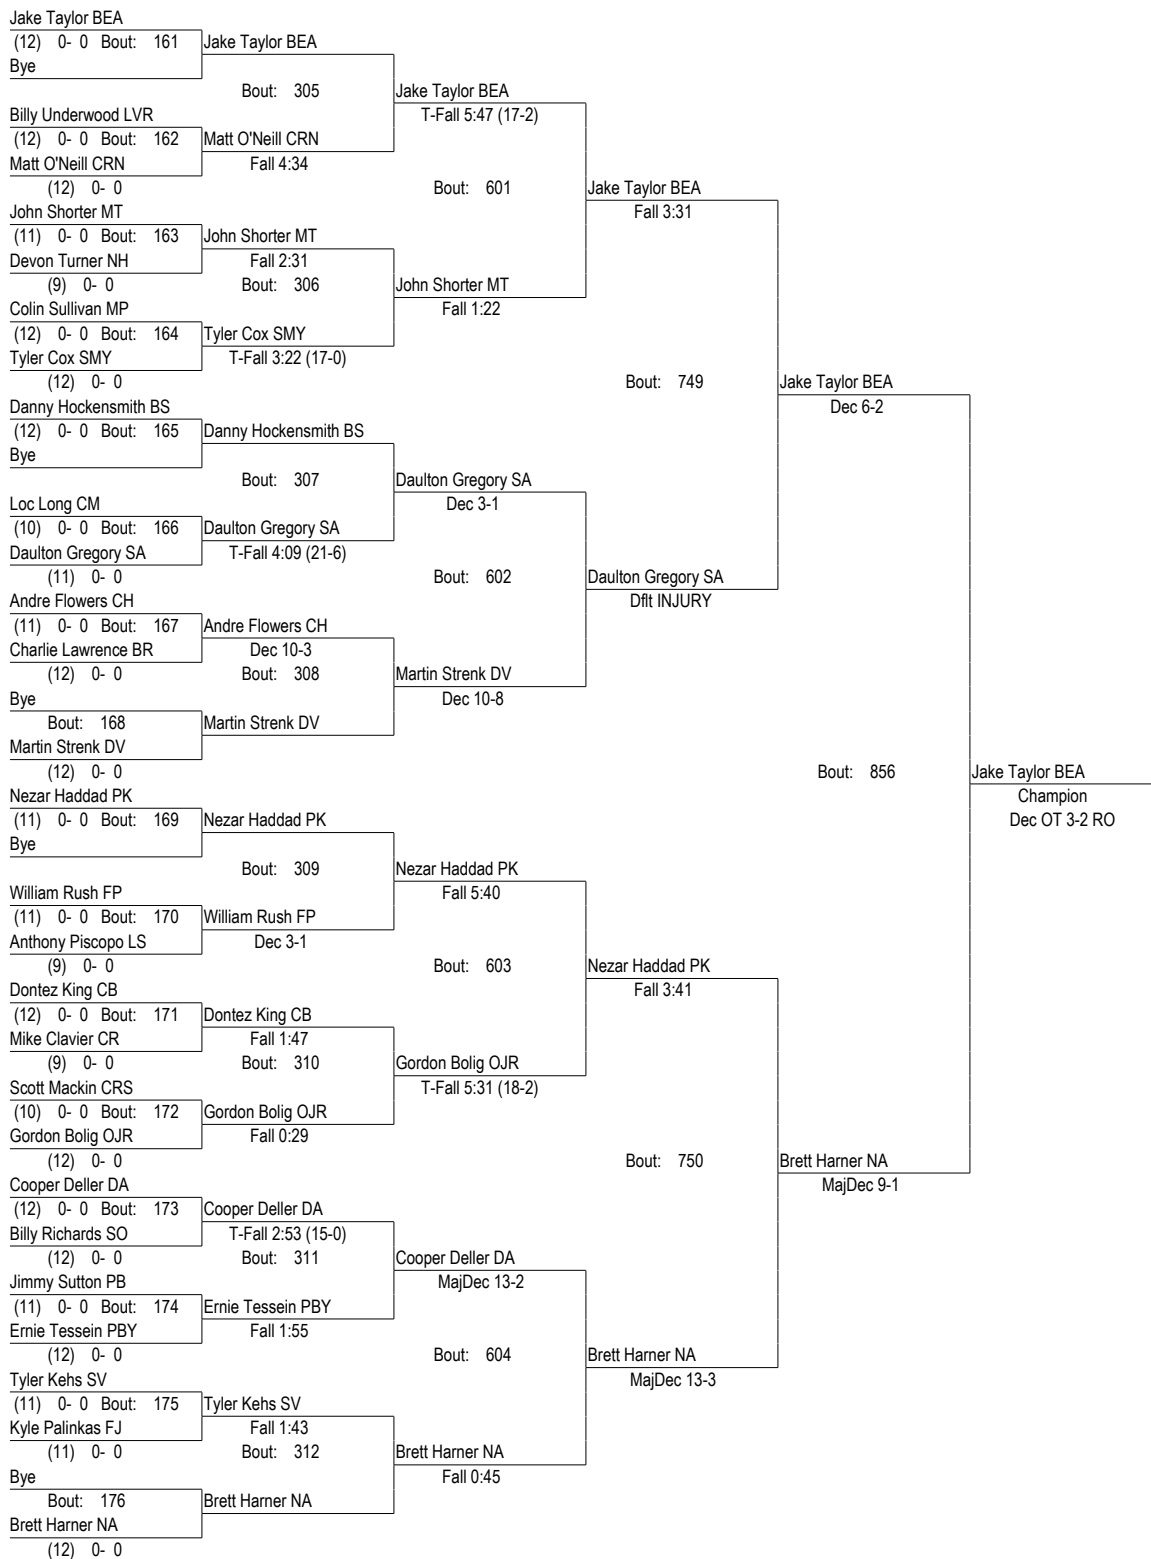 Jake Taylor BEA
(12) 0- 0 Bout: 161 Jake Taylor BEA
Bye
Bout: 305 Jake Taylor BEA
Billy Underwood LVR T-Fall 5:47 (17-2)
(12) 0- 0 Bout: 162 Matt O'Neill CRN
Matt O'Neill CRN Fall 4:34
(12) 0- 0 Bout: 601 Jake Taylor BEA
John Shorter MT Fall 3:31
(11) 0- 0 Bout: 163 John Shorter MT
Devon Turner NH Fall 2:31
(9) 0- 0 Bout: 306 John Shorter MT
Colin Sullivan MP Fall 1:22
(12) 0- 0 Bout: 164 Tyler Cox SMY
Tyler Cox SMY T-Fall 3:22 (17-0)
(12) 0- 0 Bout: 749 Jake Taylor BEA
Danny Hockensmith BS Dec 6-2
(12) 0- 0 Bout: 165 Danny Hockensmith BS
Bye
Bout: 307 Daulton Gregory SA
Loc Long CM Dec 3-1
(10) 0- 0 Bout: 166 Daulton Gregory SA
Daulton Gregory SA T-Fall 4:09 (21-6)
(11) 0- 0 Bout: 602 Daulton Gregory SA
Andre Flowers CH Dflt INJURY
(11) 0- 0 Bout: 167 Andre Flowers CH
Charlie Lawrence BR Dec 10-3
(12) 0- 0 Bout: 308 Martin Strenk DV
Bye Dec 10-8
Bout: 168 Martin Strenk DV
Martin Strenk DV
(12) 0- 0 Bout: 856 Jake Taylor BEA
Nezar Haddad PK Champion
(11) 0- 0 Bout: 169 Nezar Haddad PK Dec OT 3-2 RO
Bye
Bout: 309 Nezar Haddad PK
William Rush FP Fall 5:40
(11) 0- 0 Bout: 170 William Rush FP
Anthony Piscopo LS Dec 3-1
(9) 0- 0 Bout: 603 Nezar Haddad PK
Dontez King CB Fall 3:41
(12) 0- 0 Bout: 171 Dontez King CB
Mike Clavier CR Fall 1:47
(9) 0- 0 Bout: 310 Gordon Bolig OJR
Scott Mackin CRS T-Fall 5:31 (18-2)
(10) 0- 0 Bout: 172 Gordon Bolig OJR
Gordon Bolig OJR Fall 0:29
(12) 0- 0 Bout: 750 Brett Harner NA
Cooper Deller DA MajDec 9-1
(12) 0- 0 Bout: 173 Cooper Deller DA
Billy Richards SO T-Fall 2:53 (15-0)
(12) 0- 0 Bout: 311 Cooper Deller DA
Jimmy Sutton PB MajDec 13-2
(11) 0- 0 Bout: 174 Ernie Tessein PBY
Ernie Tessein PBY Fall 1:55
(12) 0- 0 Bout: 604 Brett Harner NA
Tyler Kehs SV MajDec 13-3
(11) 0- 0 Bout: 175 Tyler Kehs SV
Kyle Palinkas FJ Fall 1:43
(11) 0- 0 Bout: 312 Brett Harner NA
Bye Fall 0:45
Bout: 176 Brett Harner NA
Brett Harner NA
(12) 0- 0